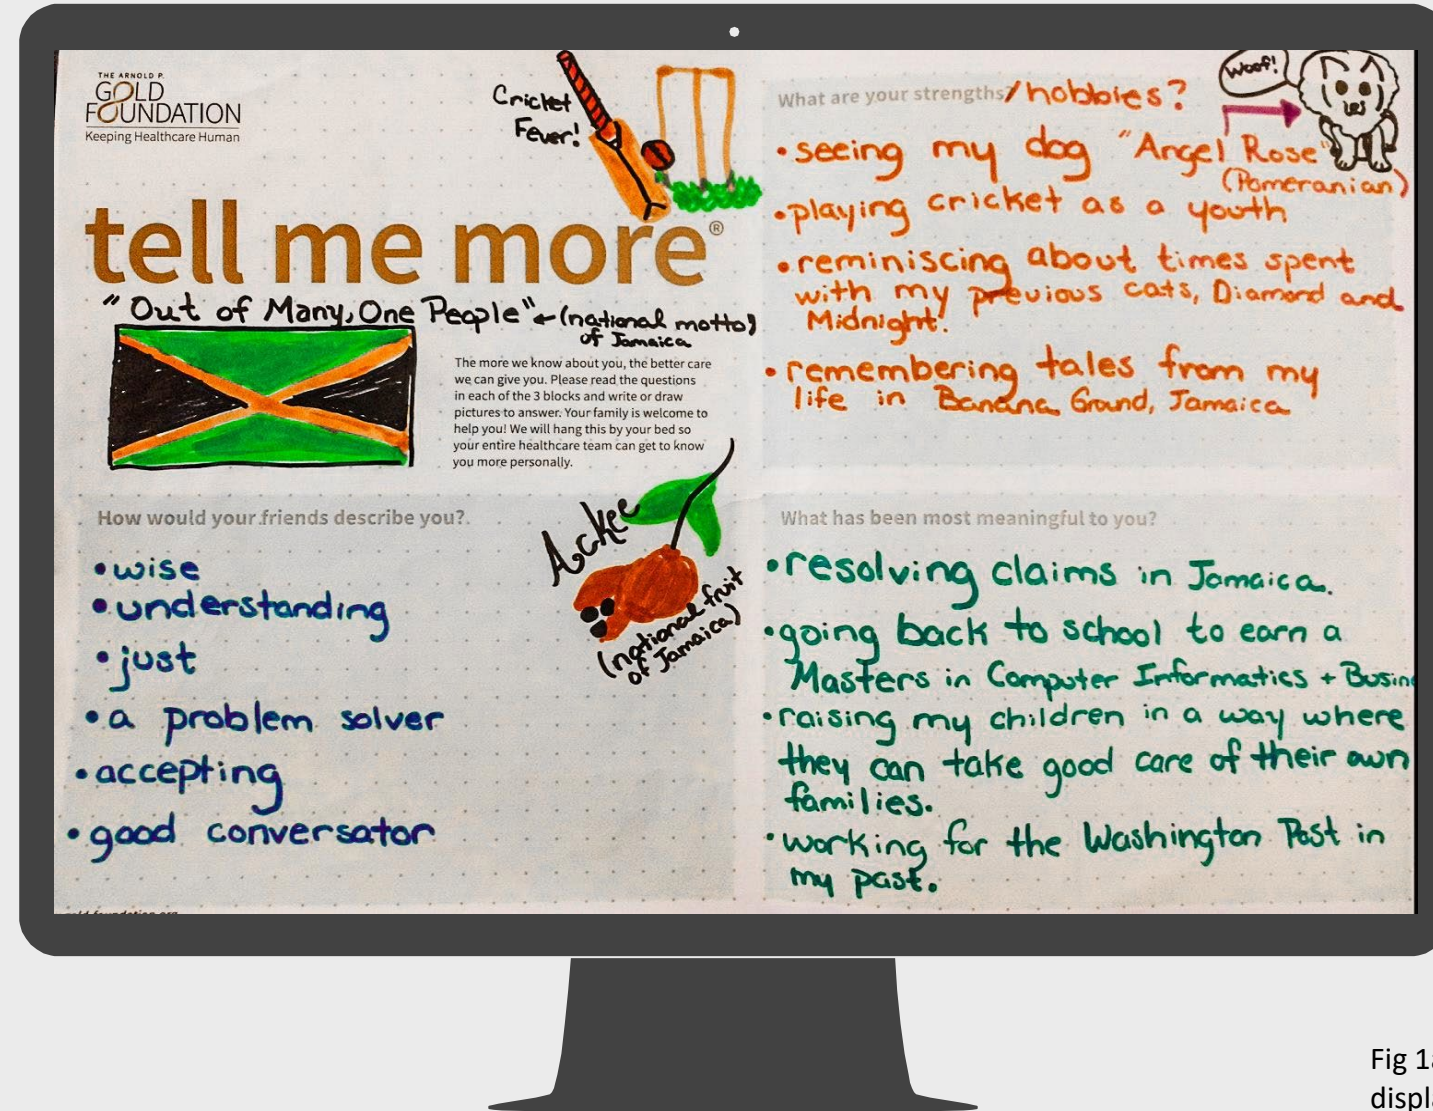 THE ARNOLD P.
GOLD
FOUNDATION
Keeping Healthcare Human
Cricket
Fever!
tell me more®
"Out of Many, One People" ← (national motto)
of Jamaica
The more we know about you, the better care
we can give you. Please read the questions
in each of the 3 blocks and write or draw
pictures to answer. Your family is welcome to
help you! We will hang this by your bed so
your entire healthcare team can get to know
you more personally.
What are your strengths?/hobbies?
Woof!
•seeing my dog "Angel Rose"
(Pomeranian)
•playing cricket as a youth
•reminiscing about times spent
with my previous cats, Diamond and
Midnight.
•remembering tales from my
life in Banana Ground, Jamaica
How would your friends describe you?
•wise
•understanding
•just
•a problem solver
•accepting
•good conversator
Ackee
(national fruit
of Jamaica)
What has been most meaningful to you?
•resolving claims in Jamaica.
•going back to school to earn a
Masters in Computer Informatics + Busin
•raising my children in a way where
they can take good care of their own
families.
•working for the Washington Post in
my past.
Fig 1a
displa